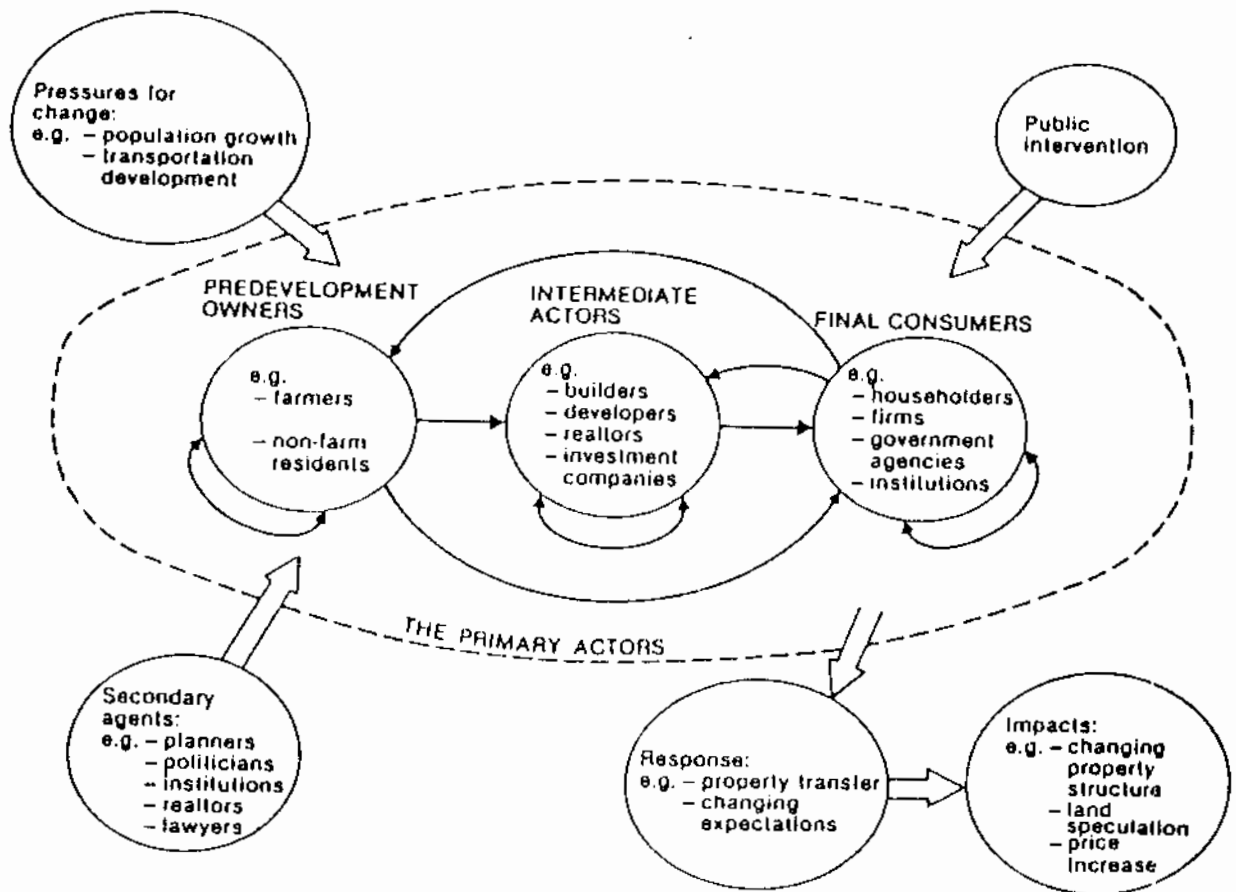 Pressures for
change:
e.g. – population growth
– transportation
development
Public
intervention
PREDEVELOPMENT
OWNERS
INTERMEDIATE
ACTORS
FINAL CONSUMERS
e.g.
– farmers
– non-farm
residents
e.g.
– builders
– developers
– realtors
– investment
companies
e.g.
– householders
– firms
– government
agencies
– institutions
THE PRIMARY ACTORS
Secondary
agents:
e.g. – planners
– politicians
– institutions
– realtors
– lawyers
Response:
e.g. – property transfer
– changing
expectations
Impacts:
e.g. – changing
property
structure
– land
speculation
– price
increase